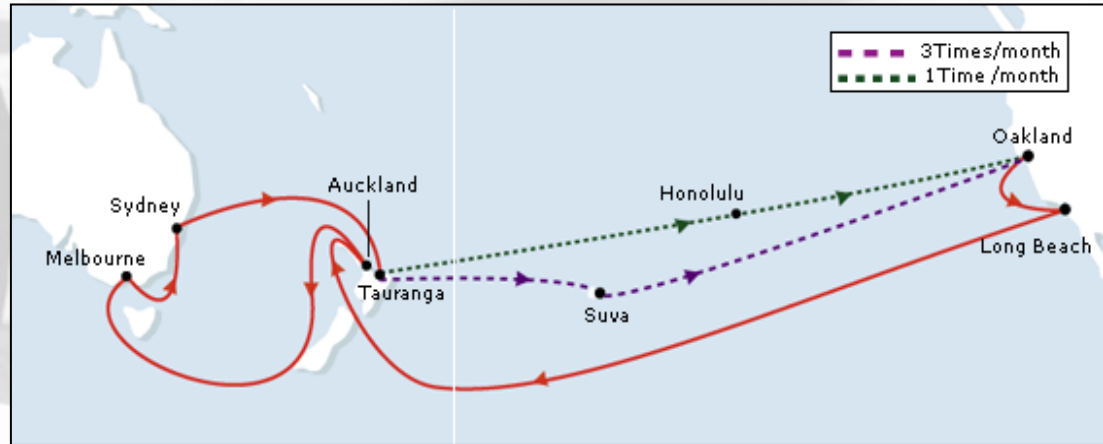 3Times/month
1Time /month
Oakland
Auckland
Honolulu
Sydney
Long Beach
Melbourne
Tauranga
Suva